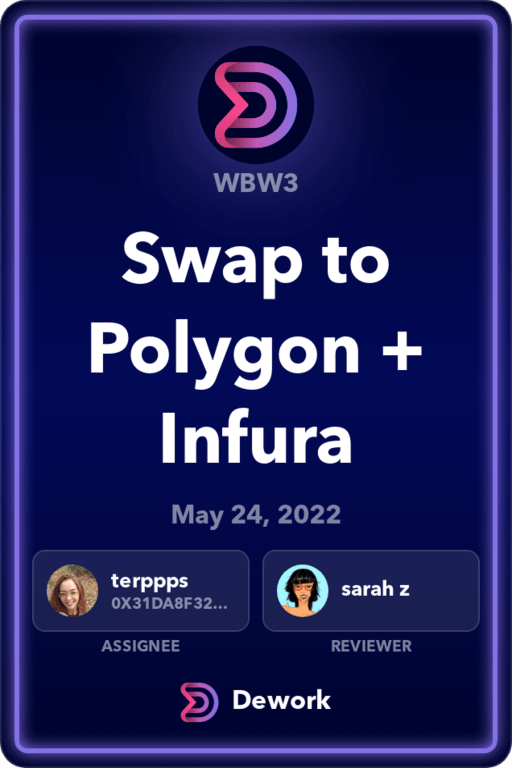 WBW3
Swap to
Polygon +
Infura
May 24, 2022
terppps
0X31DA8F32...
sarah z
ASSIGNEE
REVIEWER
Dework